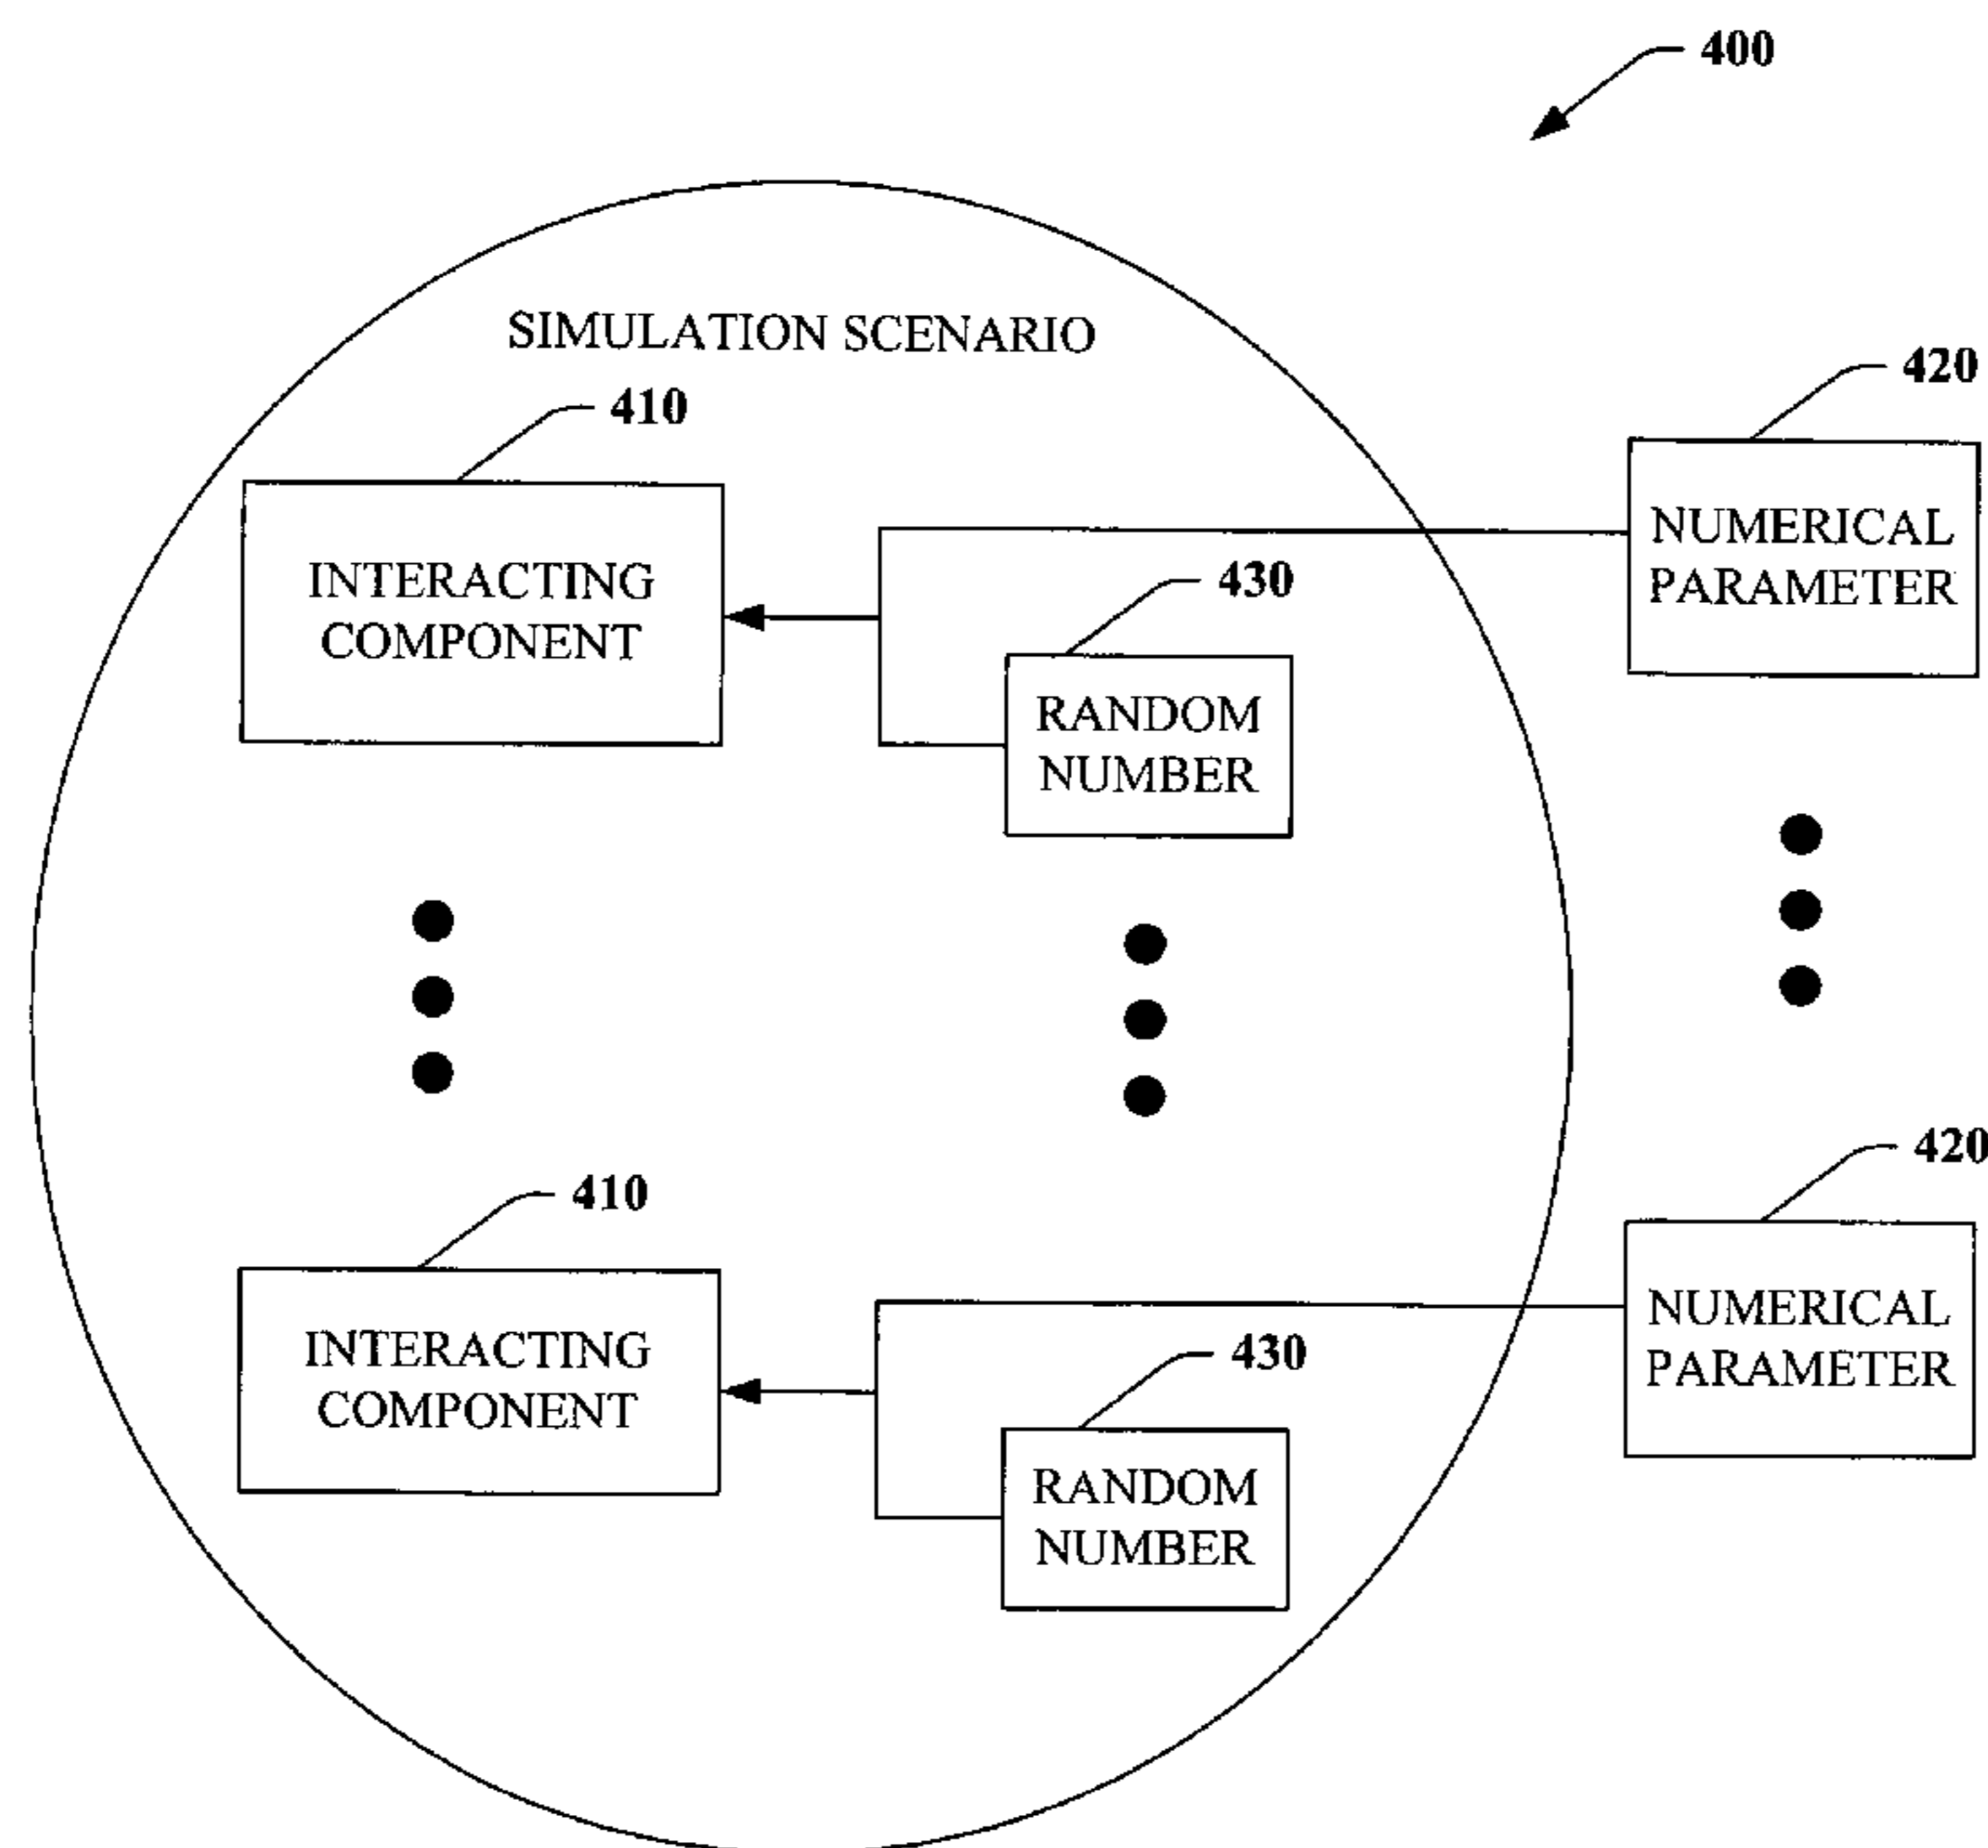 400
SIMULATION SCENARIO
410
420
INTERACTING
COMPONENT
NUMERICAL
PARAMETER
430
RANDOM
NUMBER
410
420
INTERACTING
COMPONENT
NUMERICAL
PARAMETER
430
RANDOM
NUMBER